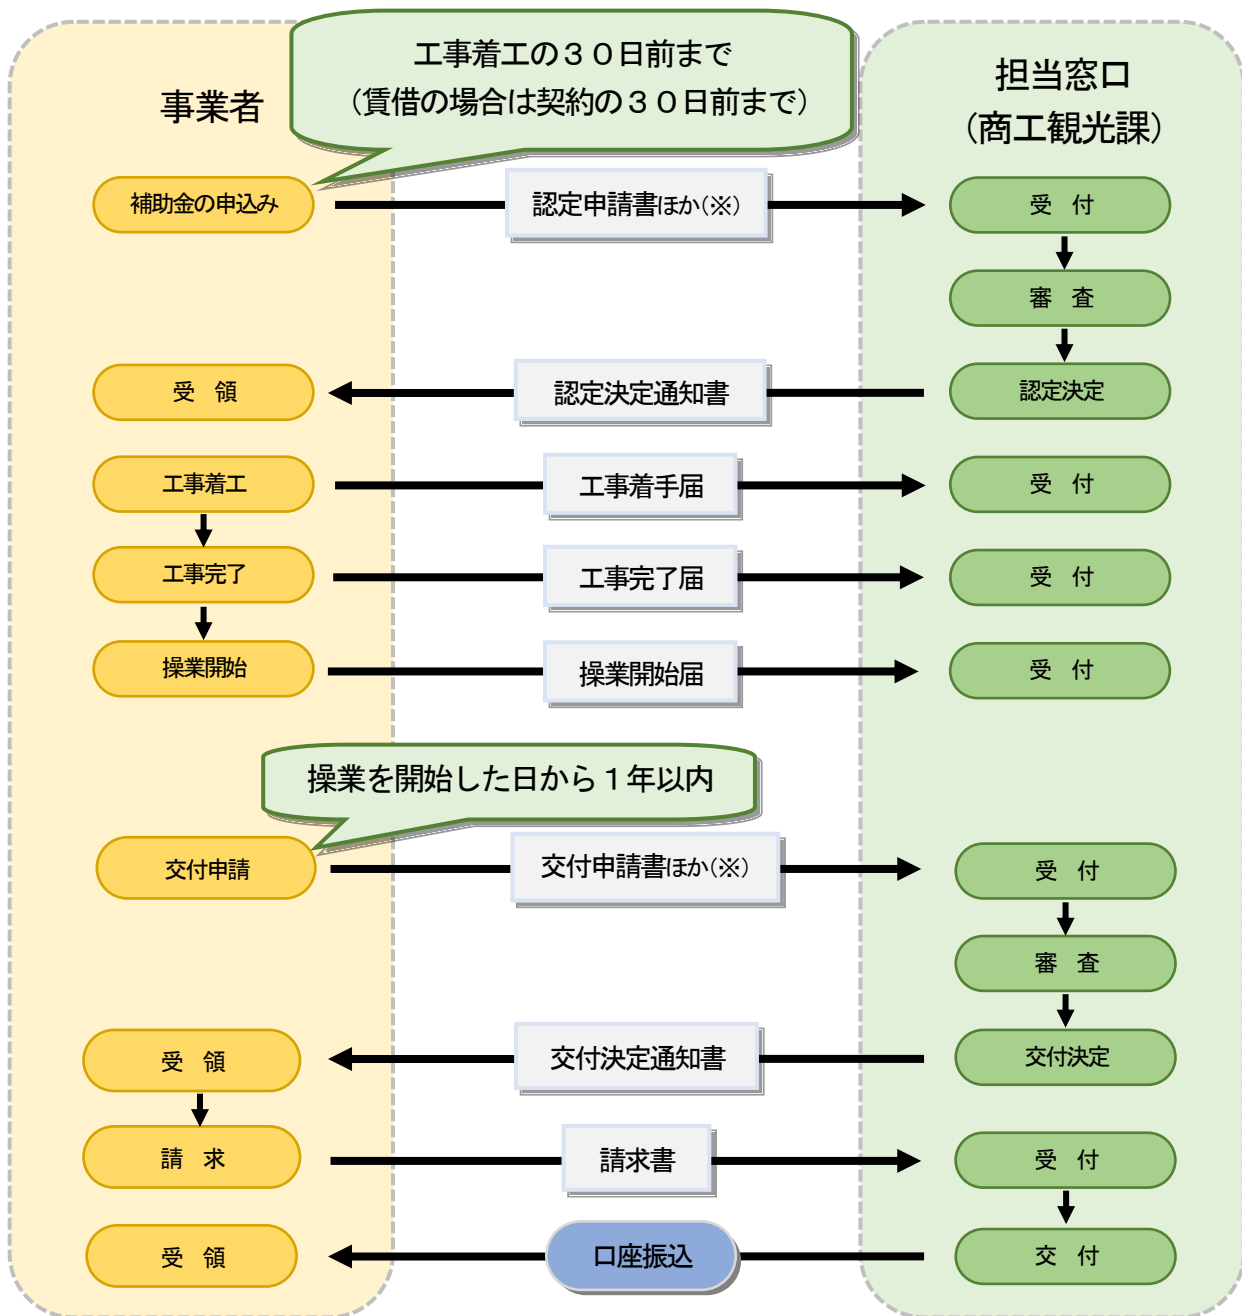 工事着工の３０日前まで
（賃借の場合は契約の３０日前まで）
事業者
担当窓口
（商工観光課）
補助金の申込み
認定申請書ほか（※）
受　付
審　査
受　領
認定決定通知書
認定決定
工事着工
工事着手届
受　付
工事完了
工事完了届
受　付
操業開始
操業開始届
受　付
操業を開始した日から１年以内
交付申請
交付申請書ほか（※）
受　付
審　査
受　領
交付決定通知書
交付決定
請　求
請求書
受　付
受　領
口座振込
交　付